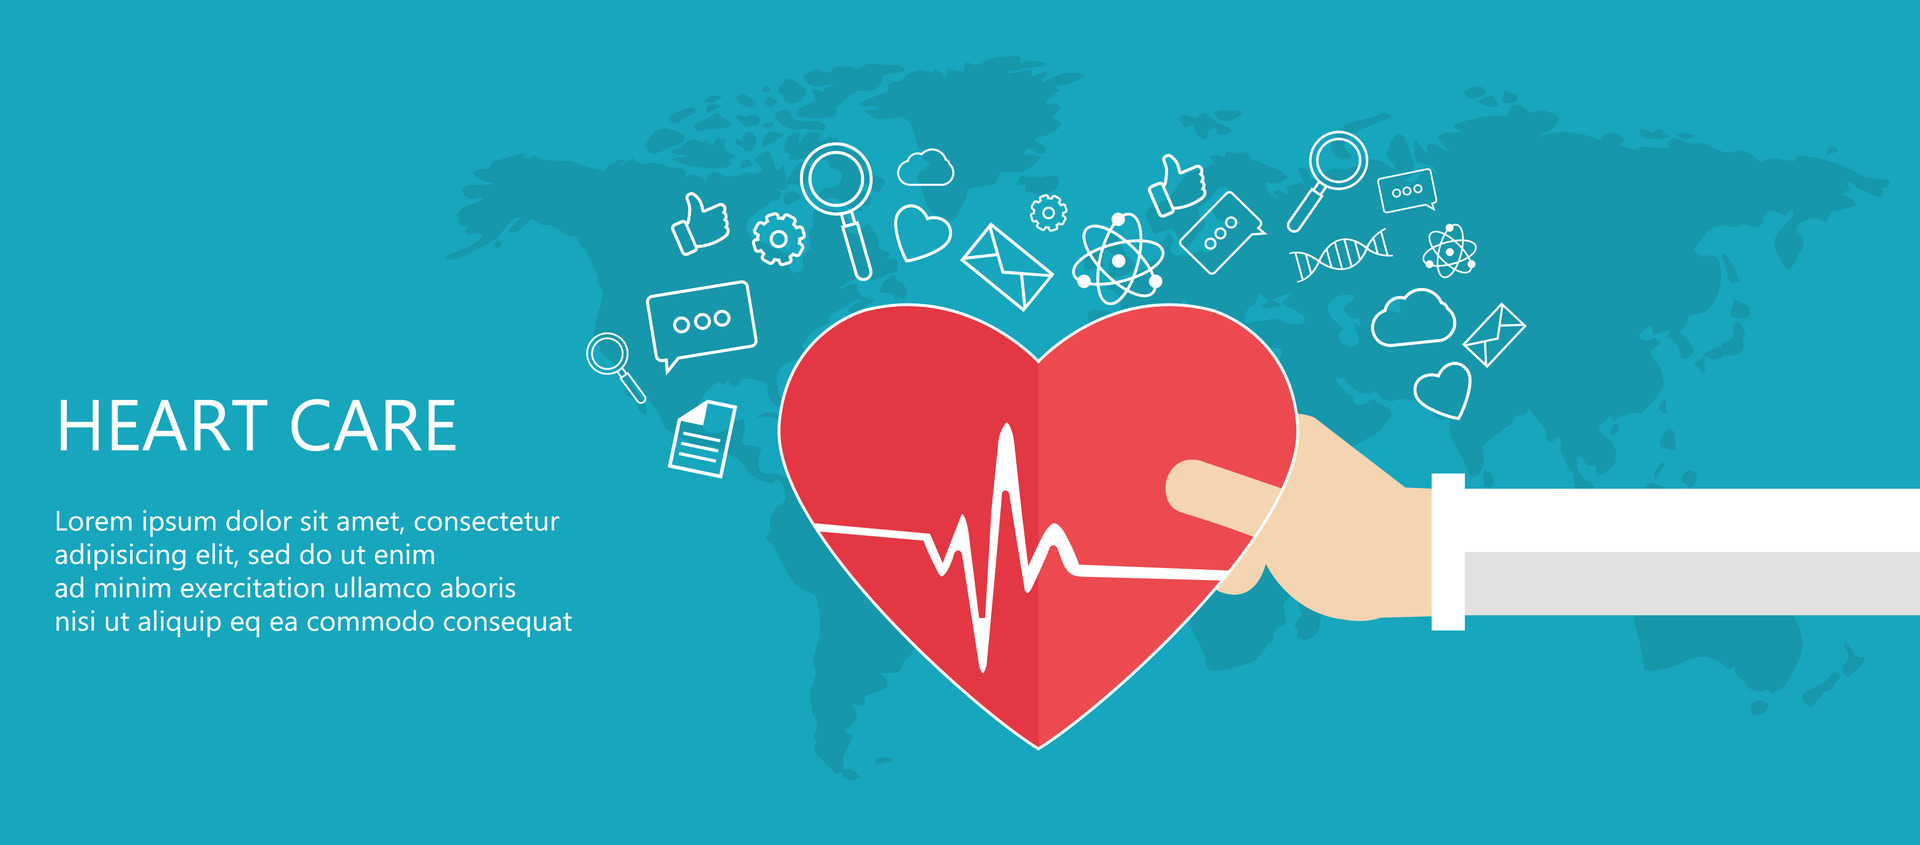 HEART CARE
Lorem ipsum dolor sit amet, consectetur
adipisicing elit, sed do ut enim
ad minim exercitation ullamco aboris
nisi ut aliquip eq ea commodo consequat